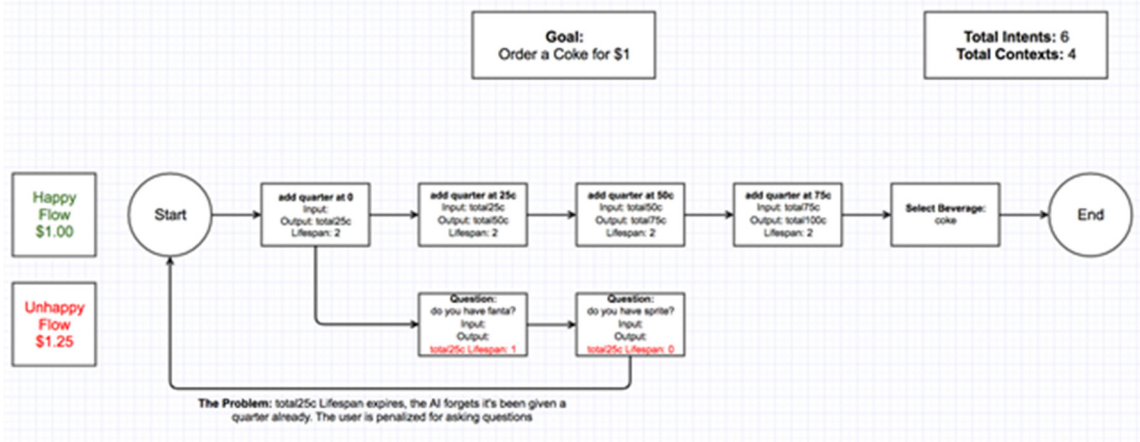 Goal:
Order a Coke for $1
Total Intents: 6
Total Contexts: 4
Happy
Flow
$1.00
Start
add quarter at 0
Input:
Output: total25c
Lifespan: 2
add quarter at 25c
Input: total25c
Output: total50c
Lifespan: 2
add quarter at 50c
Input: total50c
Output: total75c
Lifespan: 2
add quarter at 75c
Input: total75c
Output: total100c
Lifespan: 2
Select Beverage:
coke
End
Unhappy
Flow
$1.25
Question:
do you have fanta?
Input:
Output:
total25c Lifespan: 1
Question:
do you have sprite?
Input:
Output:
total25c Lifespan: 0
The Problem: total25c Lifespan expires, the AI forgets it's been given a
quarter already. The user is penalized for asking questions